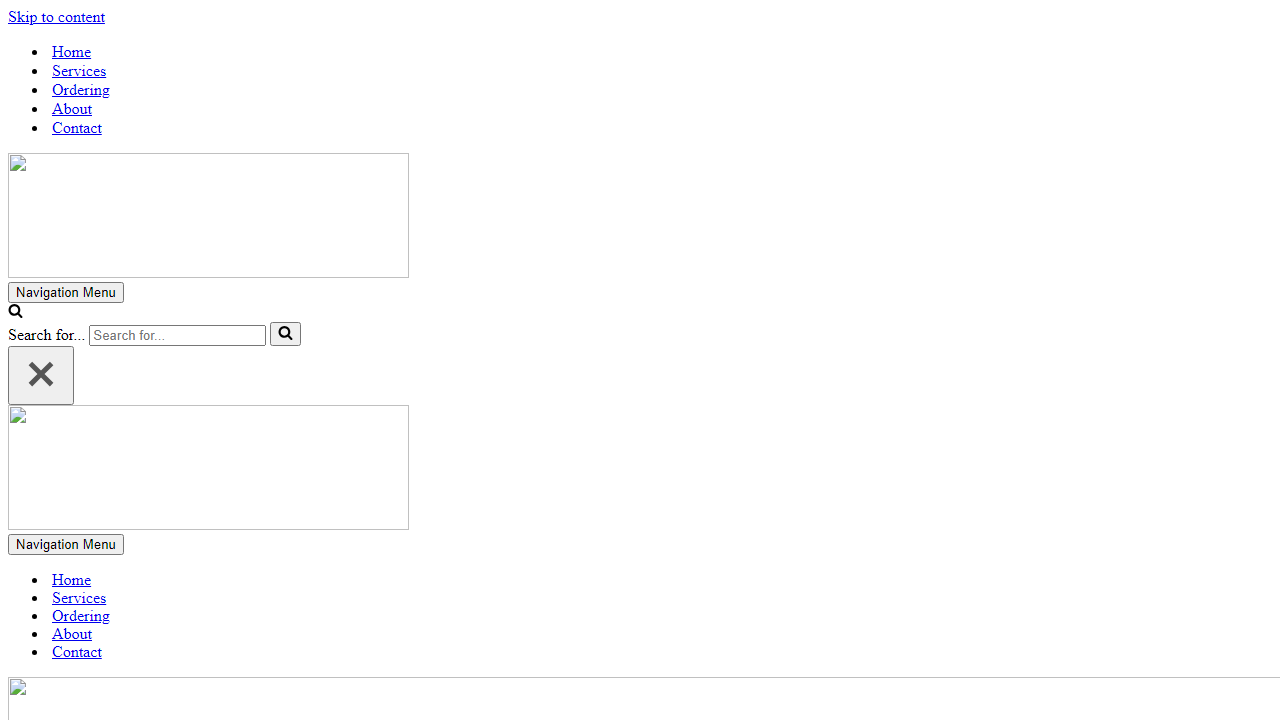 Skip to content
Home
Services
Ordering
About
Contact
Navigation Menu
Search for... Search for...
Navigation Menu
Home
Services
Ordering
About
Contact